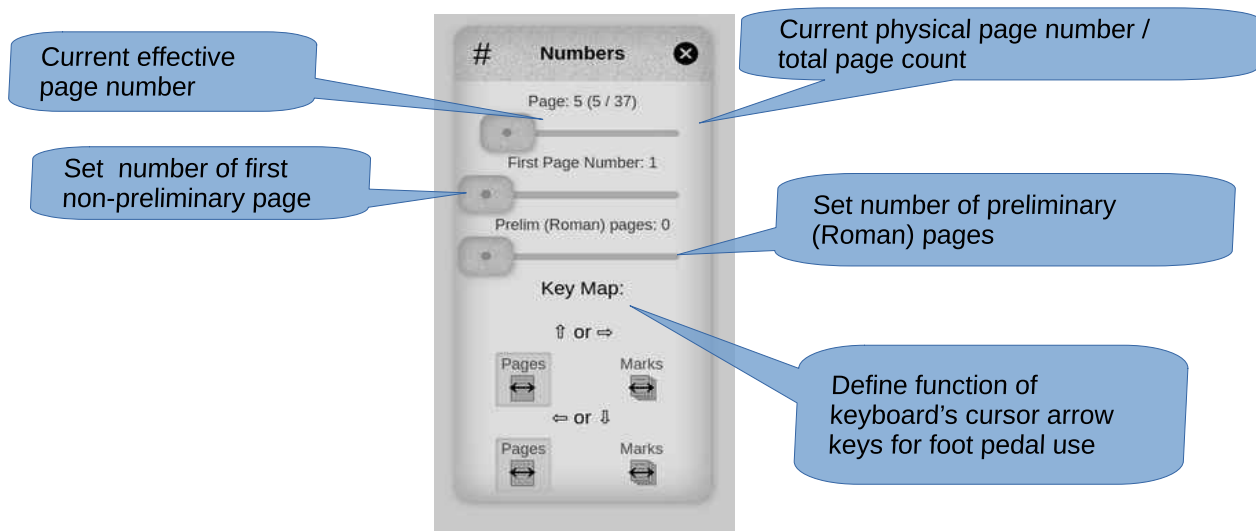 Current effective
page number
Set number of first
non-preliminary page
# Numbers
Page: 5 (5 / 37)
First Page Number: 1
Prelim (Roman) pages: 0
Key Map:
⇧ or ⇨
Pages Marks
⇦ or ⇩
Pages Marks
Current physical page number /
total page count
Set number of preliminary
(Roman) pages
Define function of
keyboard’s cursor arrow
keys for foot pedal use